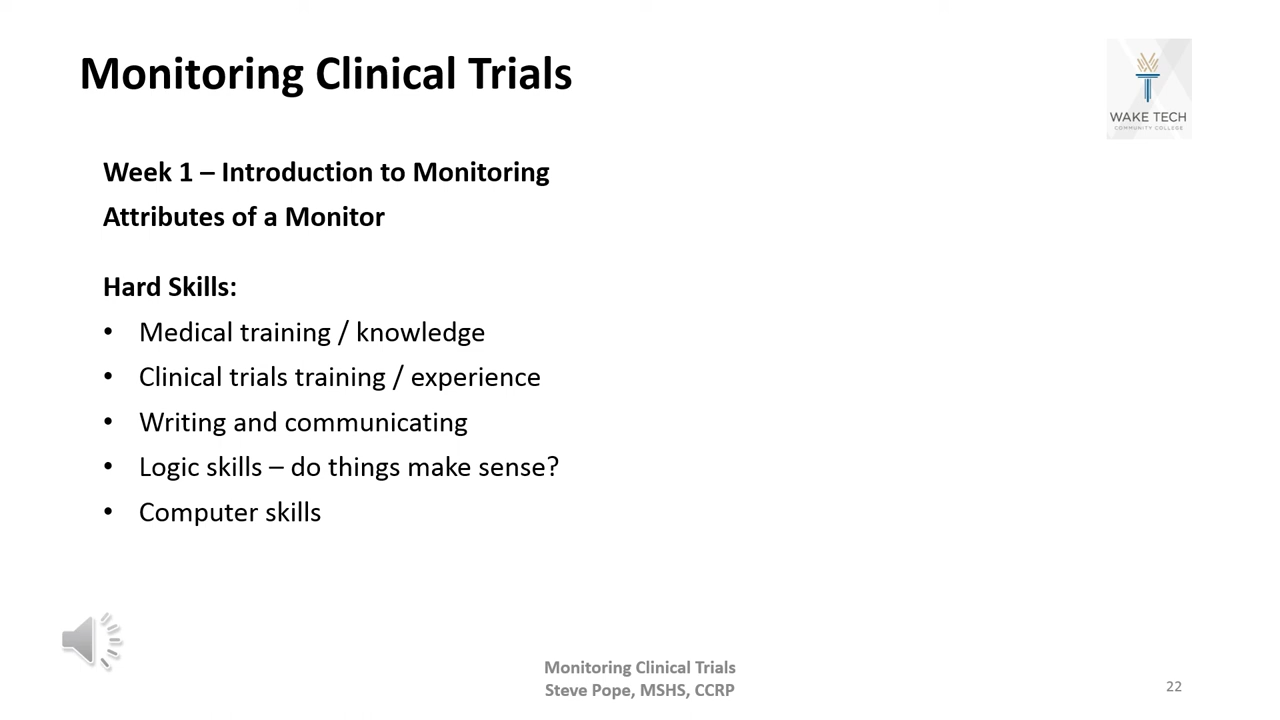 Monitoring Clinical Trials
WAKE TECH
COMMUNITY COLLEGE
Week 1 – Introduction to Monitoring
Attributes of a Monitor
Hard Skills:
• Medical training / knowledge
• Clinical trials training / experience
• Writing and communicating
• Logic skills – do things make sense?
• Computer skills
Monitoring Clinical Trials
Steve Pope, MSHS, CCRP
22